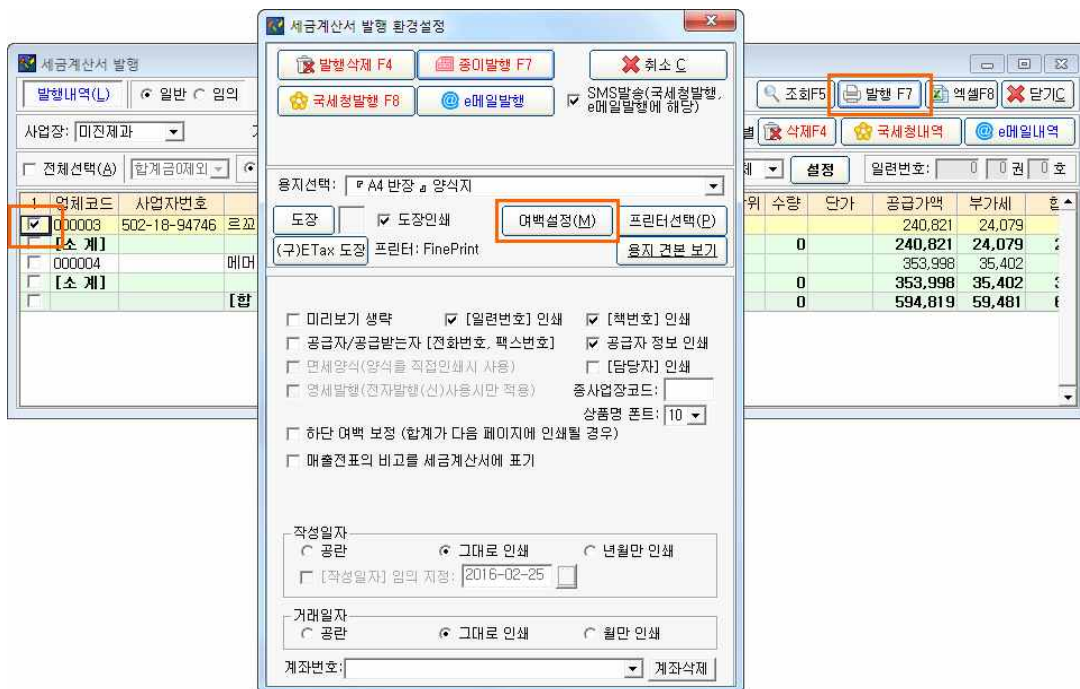 세금계산서 발행 환경설정
발행삭제 F4 종이발행 F7 취소 C
국세청발행 F8 @ e메일발행 SMS발송(국세청발행,
e메일발행에 해당)
용지선택: 『 A4 반장 』 양식지
도장 도장인쇄 여백설정(M) 프린터선택(P)
(구)ETax 도장 프린터: FinePrint 용지 견본 보기
미리보기 생략 [일련번호] 인쇄 [책번호] 인쇄
공급자/공급받는자 [전화번호, 팩스번호] 공급자 정보 인쇄
면세양식(양식을 직접인쇄시 사용) [담당자] 인쇄
영세발행(전자발행(신)사용시만 적용) 종사업장코드:
상품명 폰트: 10
하단 여백 보정 (합계가 다음 페이지에 인쇄될 경우)
매출전표의 비고를 세금계산서에 표기
작성일자
공란 그대로 인쇄 년월만 인쇄
[작성일자] 임의 지정: 2016-02-25
거래일자
공란 그대로 인쇄 월만 인쇄
계좌번호: 계좌삭제
세금계산서 발행
발행내역(L) 일반 임의 조회F5 발행 F7 엑셀F8 닫기C
사업장: 미진제과 별 삭제F4 국세청내역 @ e메일내역
전체선택(A) 합계금0제외 체 설정 일련번호: 0 0 권 0 호
1 업체코드 사업자번호 위 수량 단가 공급가액 부가세 합
000003 502-18-94746 르꼬 240,821 24,079
[소 계] 0 240,821 24,079
000004 메머 353,998 35,402
[소 계] 0 353,998 35,402
[합 0 594,819 59,481